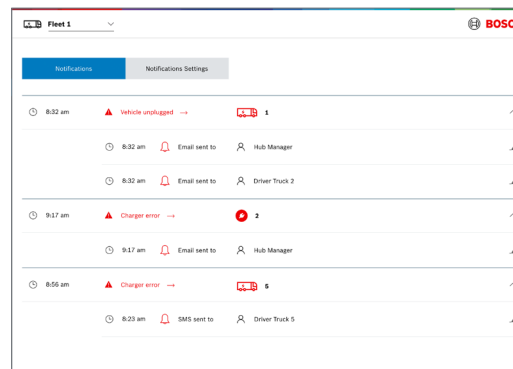 Fleet 1
Notifications
Notifications Settings
8:32 am Vehicle unplugged → 1
8:32 am Email sent to Hub Manager
8:32 am Email sent to Driver Truck 2
9:17 am Charger error → 2
9:17 am Email sent to Hub Manager
8:56 am Charger error → 5
8:23 am SMS sent to Driver Truck 5